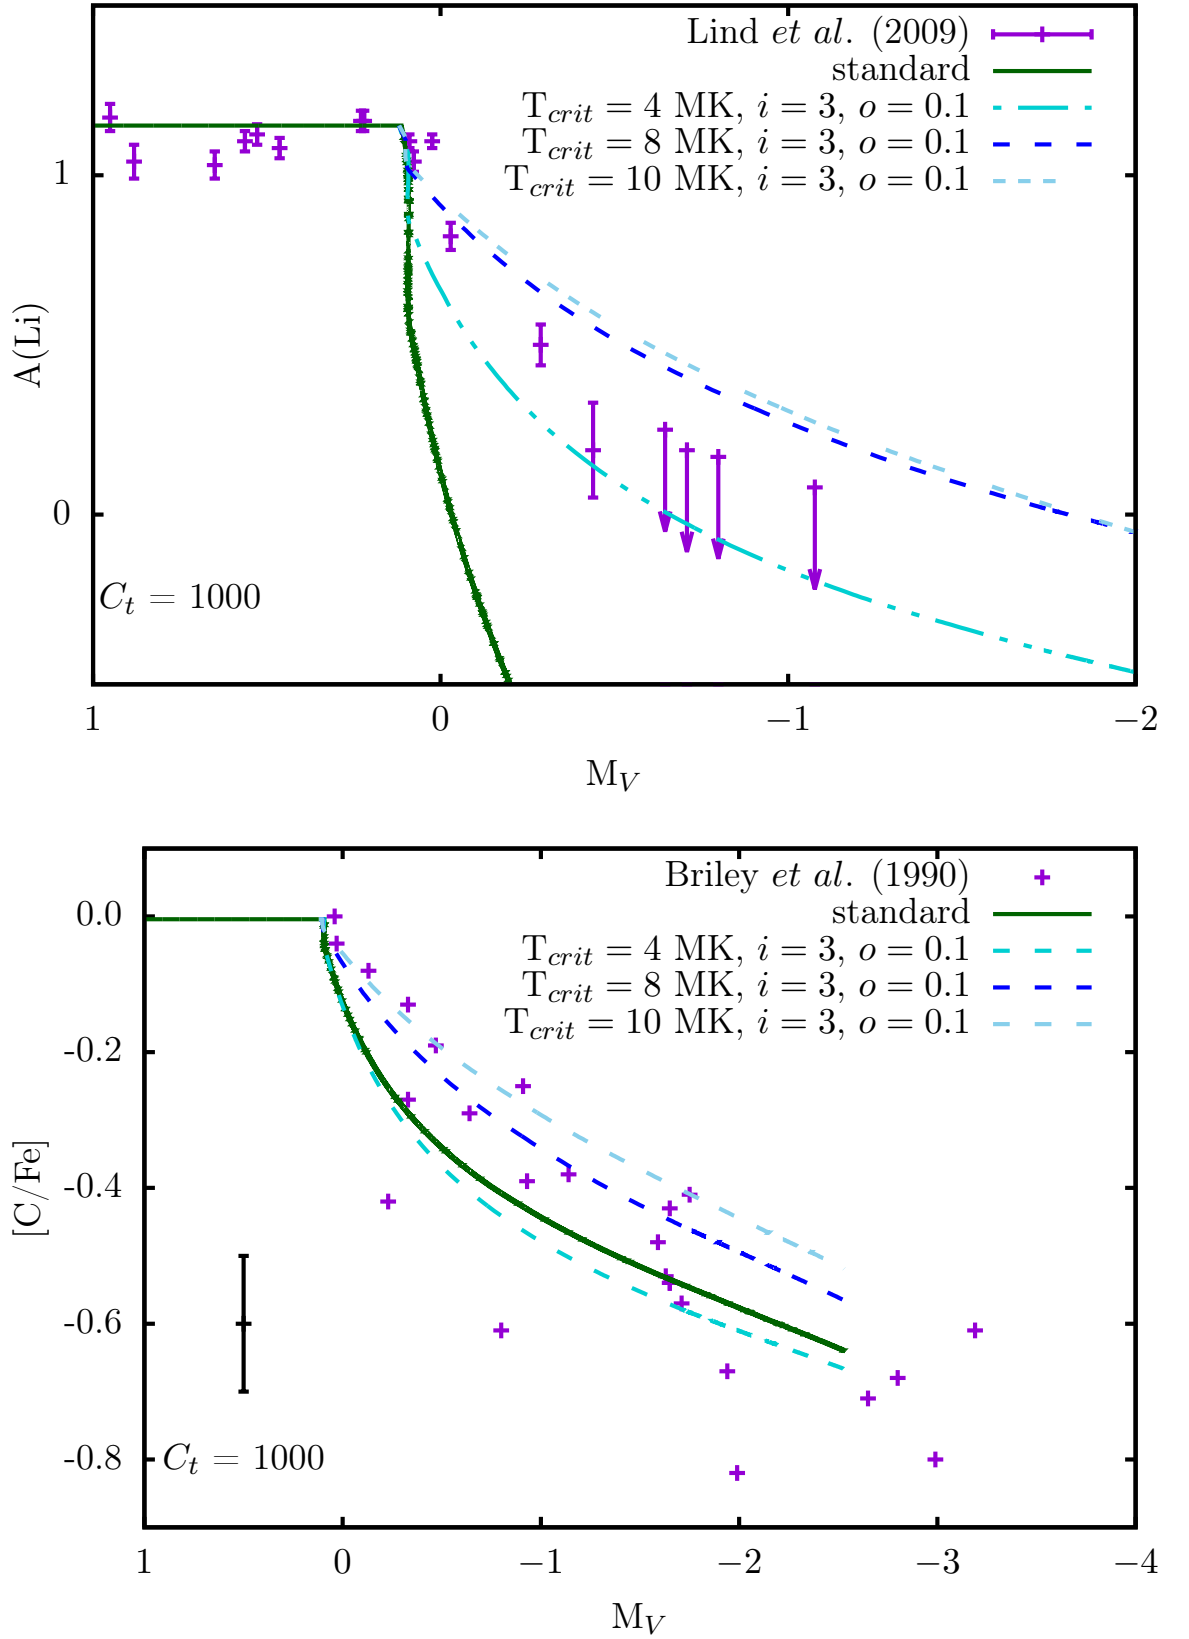 Lind et al. (2009)
standard
T_crit = 4 MK, i = 3, o = 0.1
T_crit = 8 MK, i = 3, o = 0.1
T_crit = 10 MK, i = 3, o = 0.1
1
0
A(Li)
C_t = 1000
1 0 −1 −2
M_V
Briley et al. (1990)
standard
T_crit = 4 MK, i = 3, o = 0.1
T_crit = 8 MK, i = 3, o = 0.1
T_crit = 10 MK, i = 3, o = 0.1
0.0
-0.2
-0.4
-0.6
-0.8
[C/Fe]
C_t = 1000
1 0 −1 −2 −3 −4
M_V